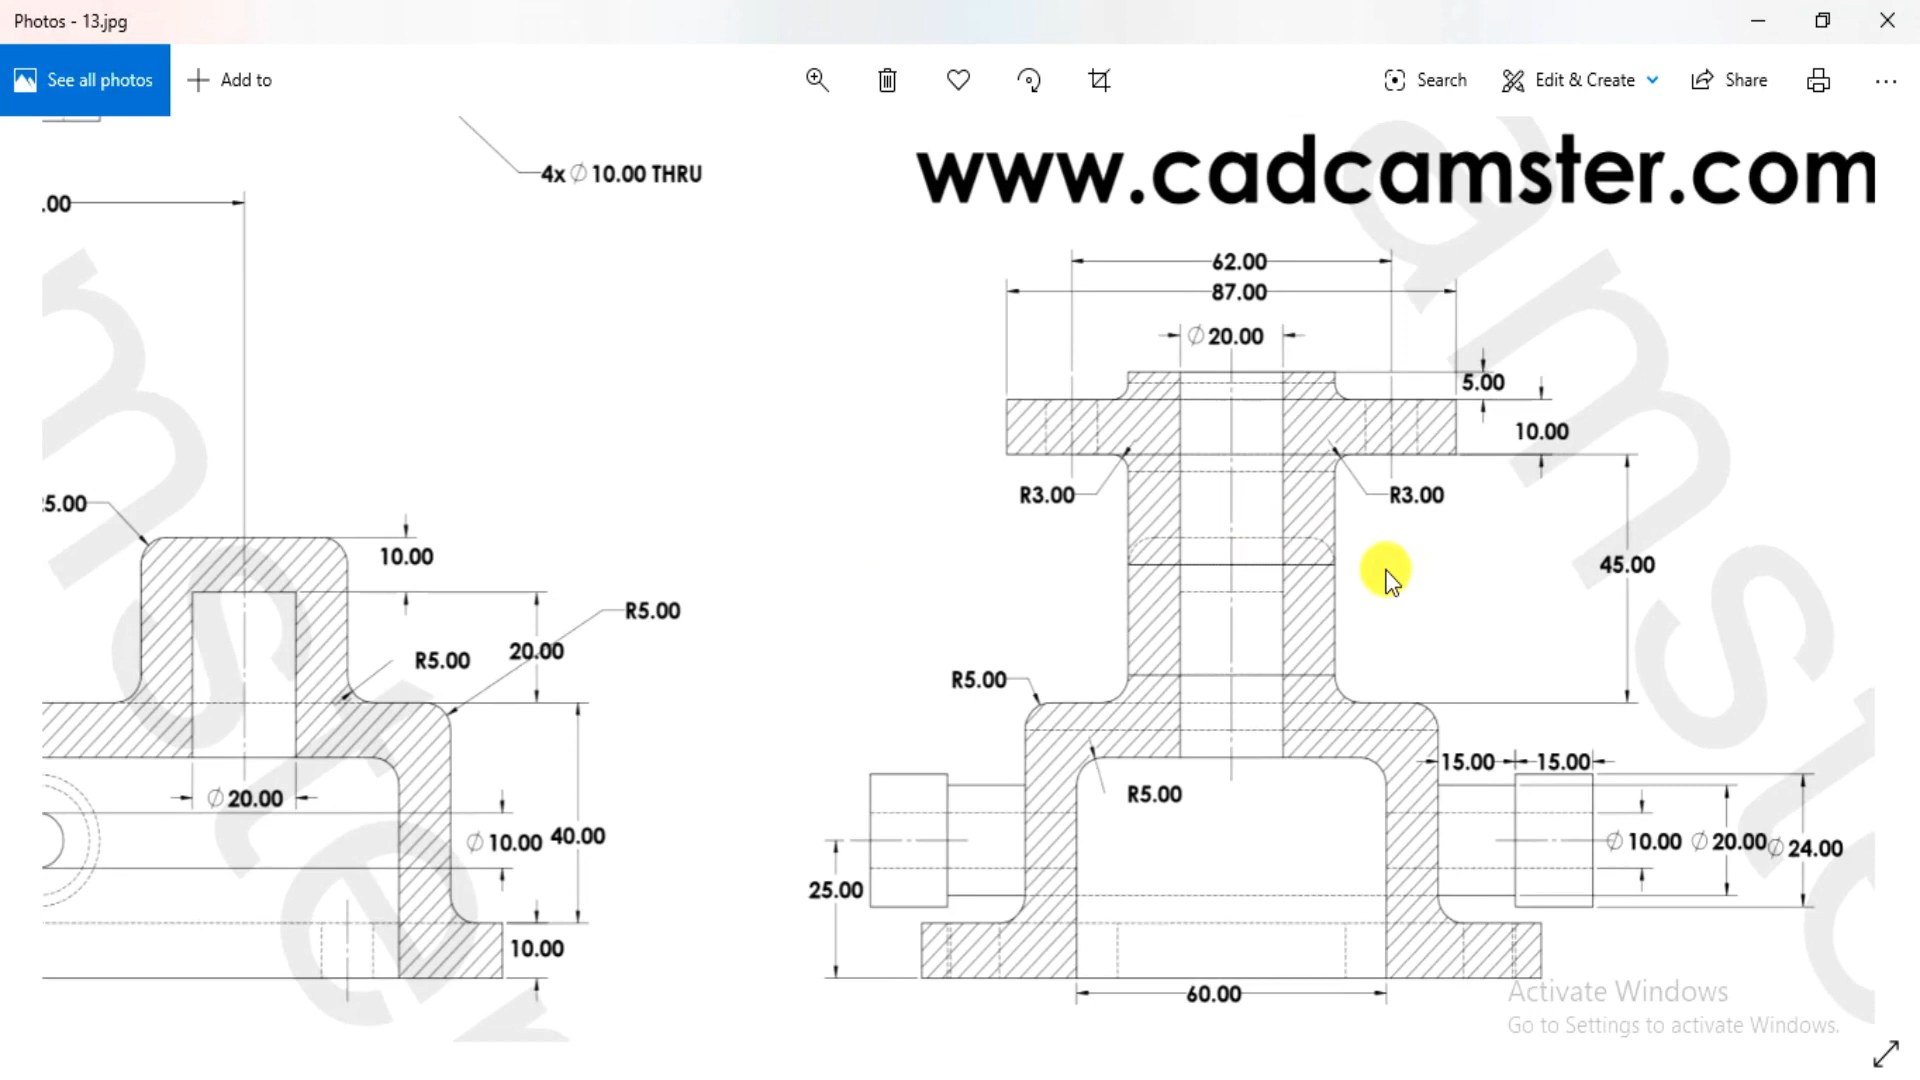 Photos - 13.jpg
See all photos
Add to
Search
Edit & Create
Share
4x ∅ 10.00 THRU
www.cadcamster.com
.00
62.00
87.00
∅ 20.00
5.00
10.00
R3.00
R3.00
5.00
10.00
45.00
R5.00
R5.00
20.00
R5.00
15.00
15.00
R5.00
∅ 20.00
∅ 10.00
40.00
∅ 10.00
∅ 20.00
∅ 24.00
25.00
10.00
60.00
Activate Windows
Go to Settings to activate Windows.